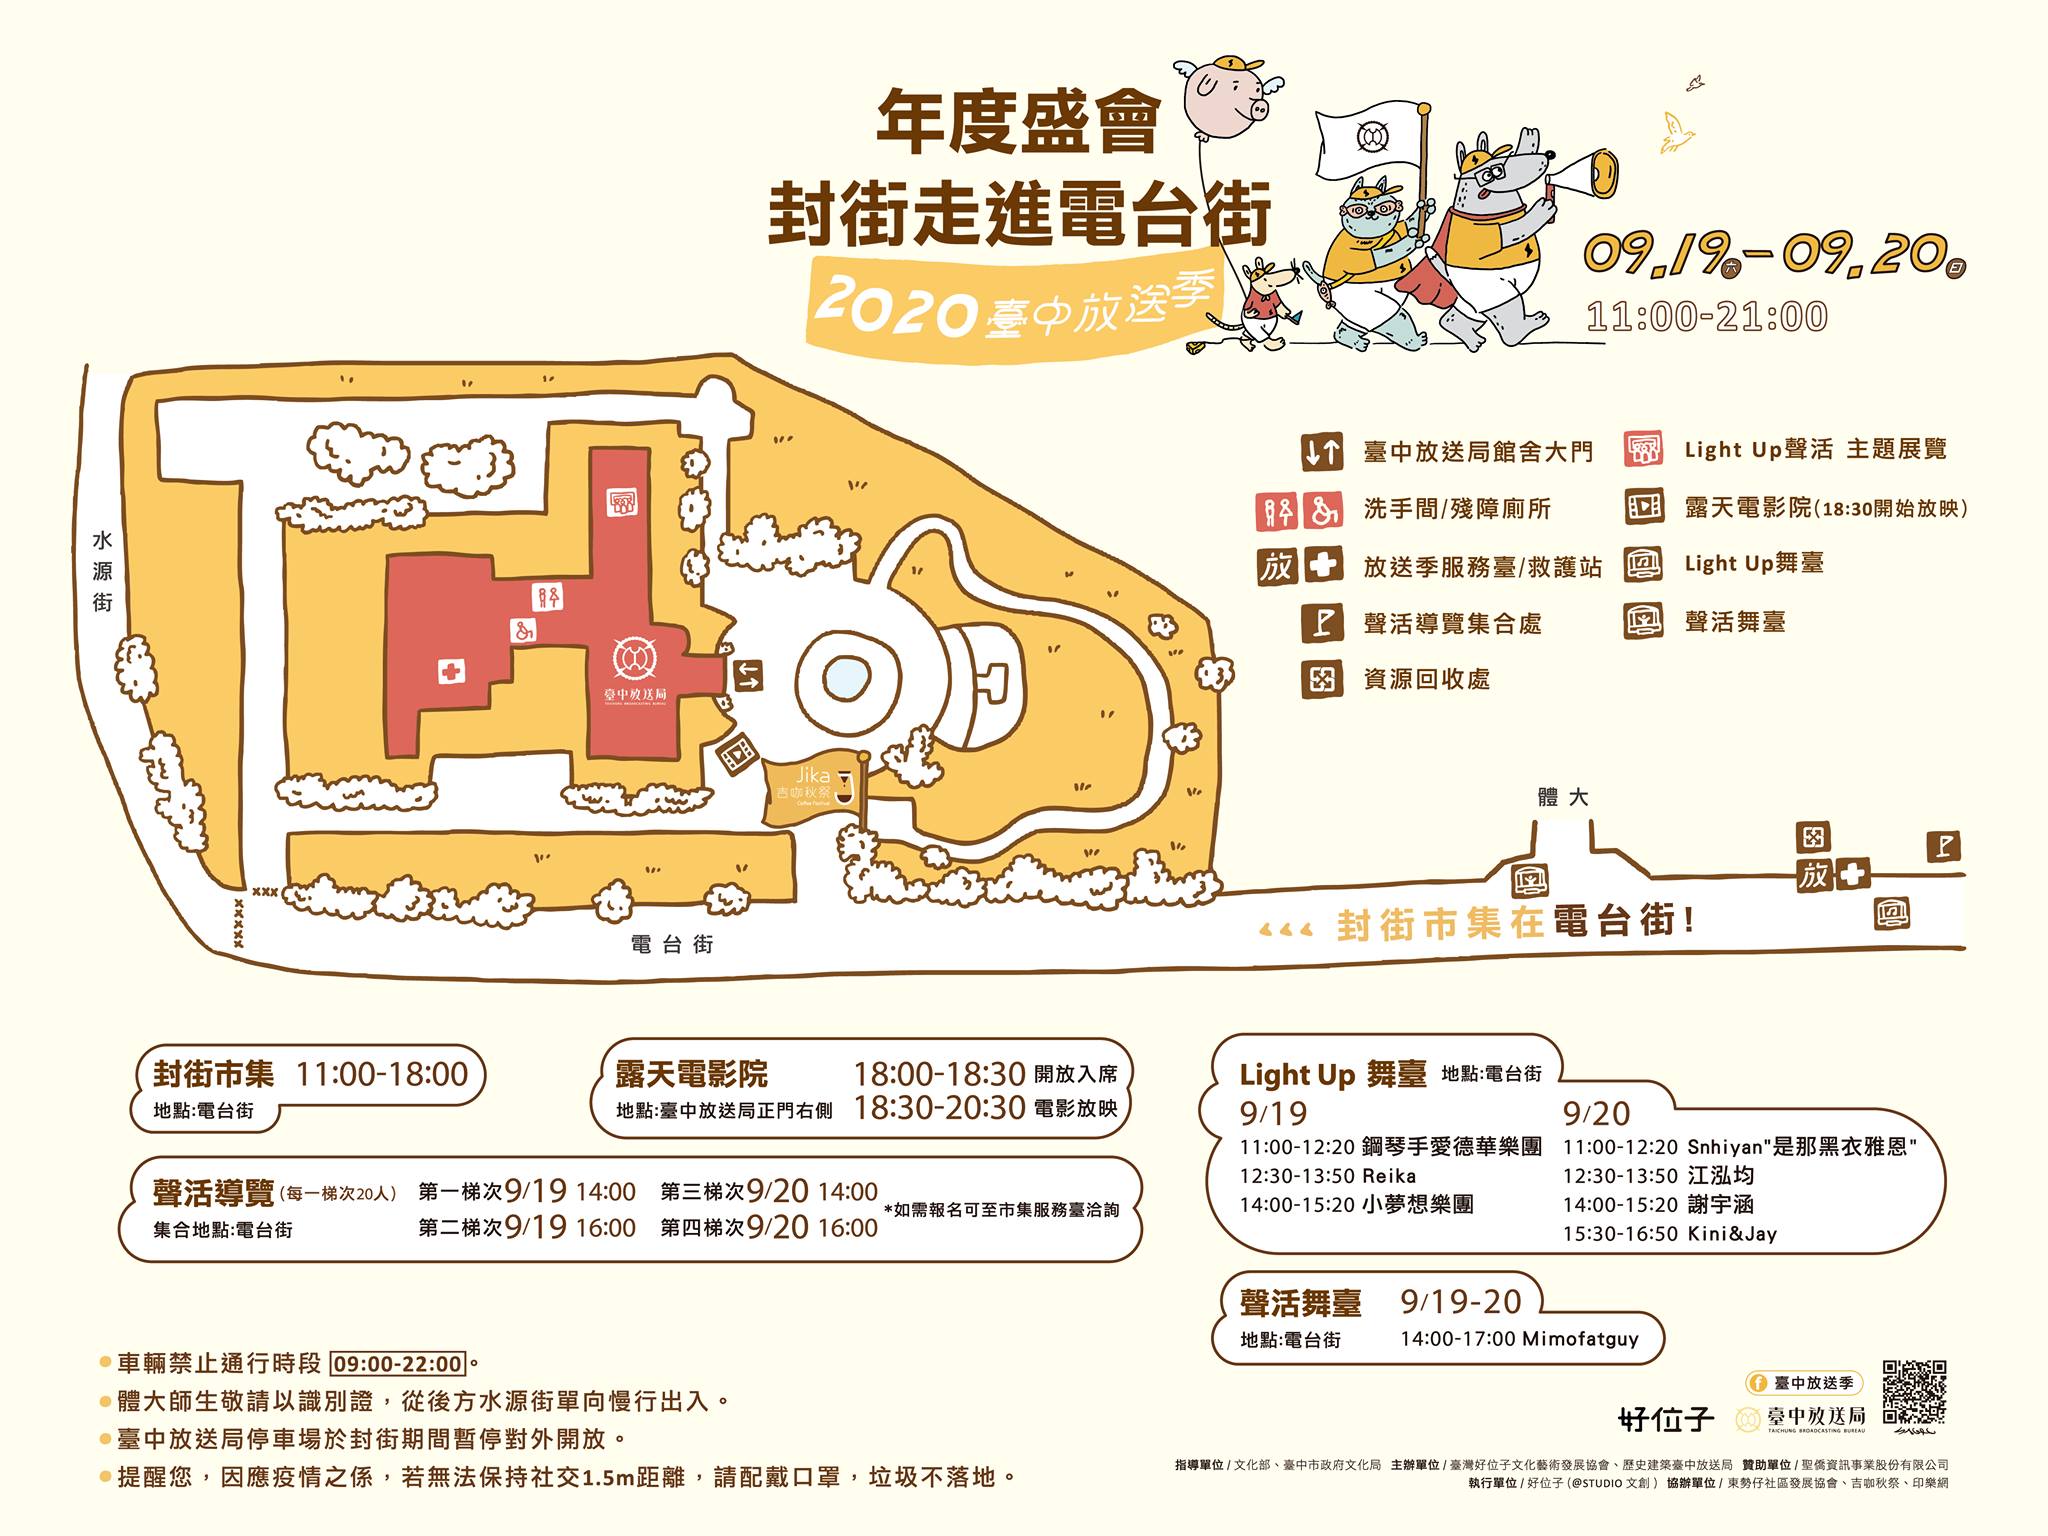 年度盛會
封街走進電台街
2020臺中放送季
09.19六-09.20日
11:00-21:00
臺中放送局館舍大門
洗手間/殘障廁所
放 放送季服務臺/救護站
聲活導覽集合處
資源回收處
Light Up聲活 主題展覽
露天電影院(18:30開始放映)
Light Up舞臺
聲活舞臺
水源街
臺中放送局
TAICHUNG BROADCASTING BUREAU
Jika
吉咖秋祭
Coffee Festival
電台街
體大
放
封街市集在電台街!
封街市集 11:00-18:00
地點:電台街
露天電影院 18:00-18:30 開放入席
地點:臺中放送局正門右側 18:30-20:30 電影放映
聲活導覽(每一梯次20人) 第一梯次9/19 14:00 第三梯次9/20 14:00
集合地點:電台街 第二梯次9/19 16:00 第四梯次9/20 16:00
*如需報名可至市集服務臺洽詢
Light Up 舞臺 地點:電台街
9/19
11:00-12:20 鋼琴手愛德華樂團
12:30-13:50 Reika
14:00-15:20 小夢想樂團
9/20
11:00-12:20 Snhiyan"是那黑衣雅恩"
12:30-13:50 江泓均
14:00-15:20 謝宇涵
15:30-16:50 Kini&Jay
聲活舞臺 9/19-20
地點:電台街 14:00-17:00 Mimofatguy
車輛禁止通行時段 09:00-22:00。
體大師生敬請以識別證，從後方水源街單向慢行出入。
臺中放送局停車場於封街期間暫停對外開放。
提醒您，因應疫情之係，若無法保持社交1.5m距離，請配戴口罩，垃圾不落地。
f 臺中放送季
好位子 臺中放送局
TAICHUNG BROADCASTING BUREAU
指導單位 / 文化部、臺中市政府文化局 主辦單位 / 臺灣好位子文化藝術發展協會、歷史建築臺中放送局 贊助單位 / 聖僑資訊事業股份有限公司
執行單位 / 好位子 (@STUDIO 文創) 協辦單位 / 東勢仔社區發展協會、吉咖秋祭、印樂網